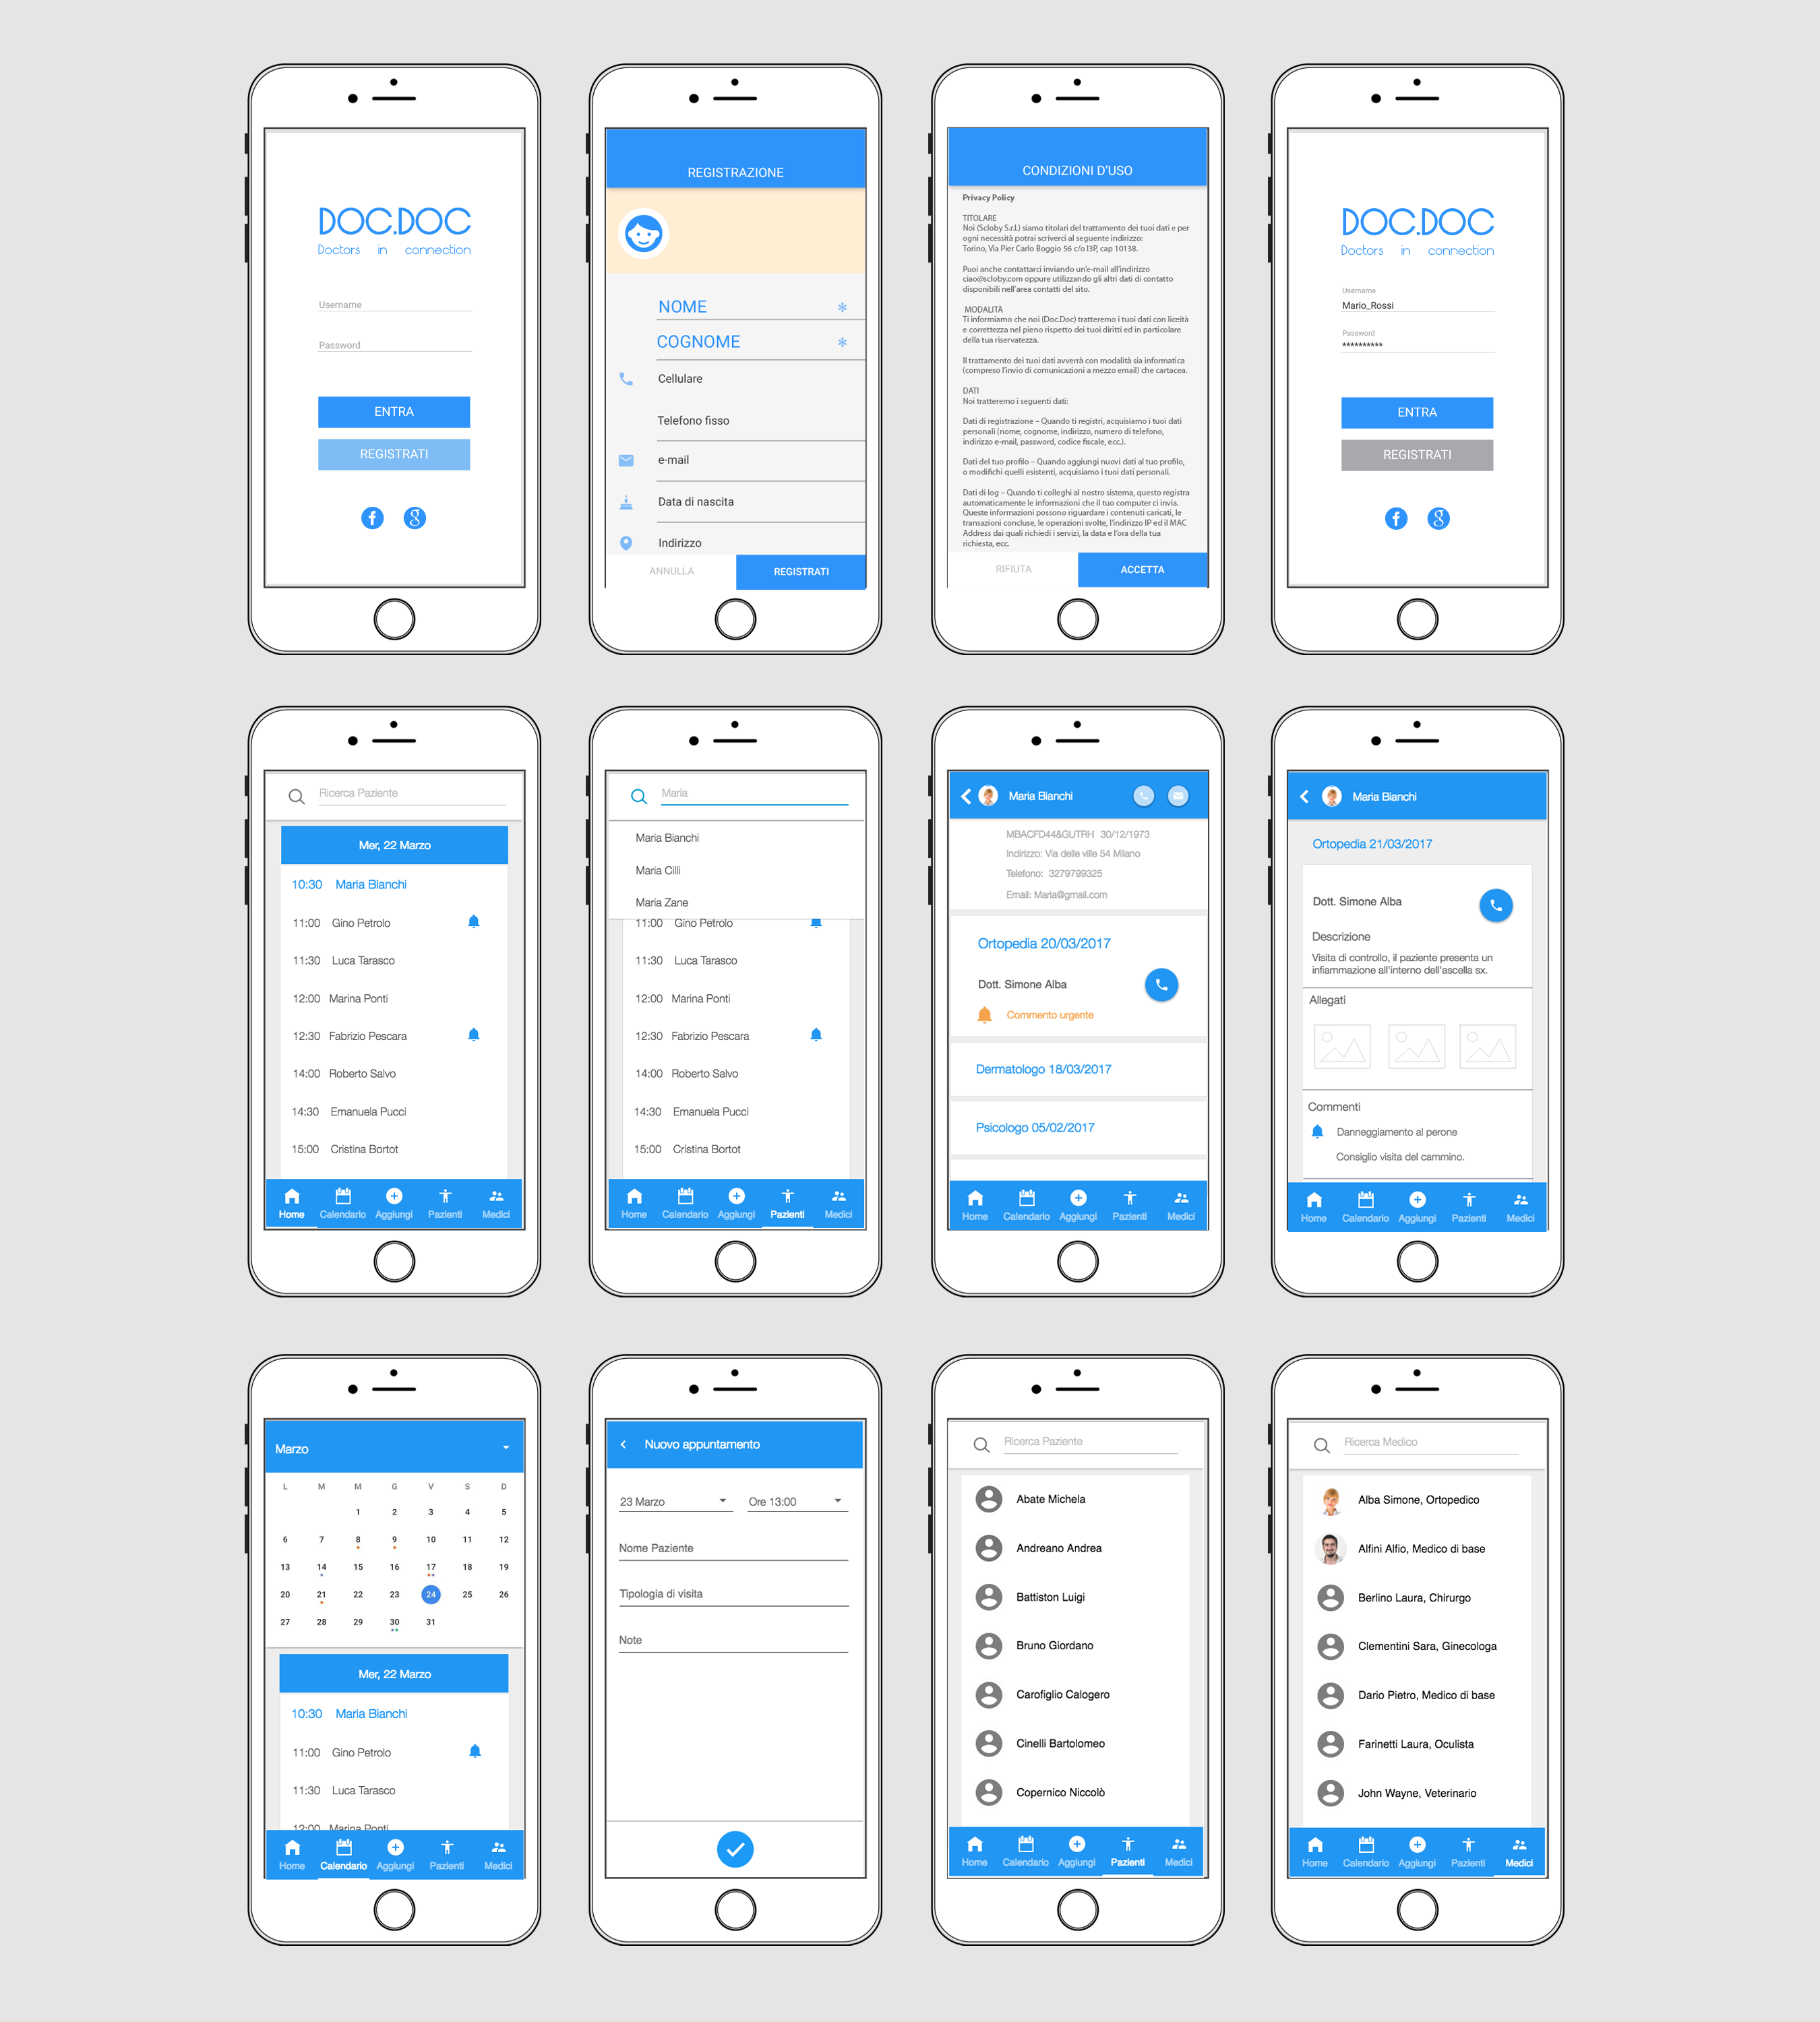 DOC.DOC
Doctors in connection
Username
Password
ENTRA
REGISTRATI
f g
REGISTRAZIONE
NOME *
COGNOME *
Cellulare
Telefono fisso
e-mail
Data di nascita
Indirizzo
ANNULLA REGISTRATI
CONDIZIONI D'USO
Privacy Policy
TITOLARE
Noi (Scloby S.r.l.) siamo titolari del trattamento dei tuoi dati e per
ogni necessità potrai scriverci al seguente indirizzo:
Torino, Via Pier Carlo Boggio 56 c/o I3P, cap 10138.
Puoi anche contattarci inviando un'e-mail all'indirizzo
ciao@scloby.com oppure utilizzando gli altri dati di contatto
disponibili nell'area contatti del sito.
MODALITÀ
Ti informiamo che noi (Doc.Doc) tratteremo i tuoi dati con liceità
e correttezza nel pieno rispetto dei tuoi diritti ed in particolare
della tua riservatezza.
Il trattamento dei tuoi dati avverrà con modalità sia informatica
(compreso l'invio di comunicazioni a mezzo email) che cartacea.
DATI
Noi tratteremo i seguenti dati:
Dati di registrazione – Quando ti registri, acquisiamo i tuoi dati
personali (nome, cognome, indirizzo, numero di telefono,
indirizzo e-mail, password, codice fiscale, ecc.).
Dati del tuo profilo – Quando aggiungi nuovi dati al tuo profilo,
o modifichi quelli esistenti, acquisiamo i tuoi dati personali.
Dati di log – Quando ti colleghi al nostro sistema, questo registra
automaticamente le informazioni che il tuo computer ci invia.
Queste informazioni possono riguardare i contenuti caricati, le
transazioni concluse, le operazioni svolte, l'indirizzo IP ed il MAC
Address dai quali richiedi i servizi, la data e l'ora della tua
richiesta, ecc.
RIFIUTA ACCETTA
DOC.DOC
Doctors in connection
Username
Mario_Rossi
Password
**********
ENTRA
REGISTRATI
f g
Ricerca Paziente
Mer, 22 Marzo
10:30 Maria Bianchi
11:00 Gino Petrolo
11:30 Luca Tarasco
12:00 Marina Ponti
12:30 Fabrizio Pescara
14:00 Roberto Salvo
14:30 Emanuela Pucci
15:00 Cristina Bortot
Home Calendario Aggiungi Pazienti Medici
Maria
Maria Bianchi
Maria Cilli
Maria Zane
11:00 Gino Petrolo
11:30 Luca Tarasco
12:00 Marina Ponti
12:30 Fabrizio Pescara
14:00 Roberto Salvo
14:30 Emanuela Pucci
15:00 Cristina Bortot
Home Calendario Aggiungi Pazienti Medici
Maria Bianchi
MBACFD44&GUTRH 30/12/1973
Indirizzo: Via delle ville 54 Milano
Telefono: 3279799325
Email: Maria@gmail.com
Ortopedia 20/03/2017
Dott. Simone Alba
Commento urgente
Dermatologo 18/03/2017
Psicologo 05/02/2017
Home Calendario Aggiungi Pazienti Medici
Maria Bianchi
Ortopedia 21/03/2017
Dott. Simone Alba
Descrizione
Visita di controllo, il paziente presenta un
infiammazione all'interno dell'ascella sx.
Allegati
Commenti
Danneggiamento al perone
Consiglio visita del cammino.
Home Calendario Aggiungi Pazienti Medici
Marzo
L M M G V S D
1 2 3 4 5
6 7 8 9 10 11 12
13 14 15 16 17 18 19
20 21 22 23 24 25 26
27 28 29 30 31
Mer, 22 Marzo
10:30 Maria Bianchi
11:00 Gino Petrolo
11:30 Luca Tarasco
12:00 Marina Ponti
Home Calendario Aggiungi Pazienti Medici
Nuovo appuntamento
23 Marzo Ore 13:00
Nome Paziente
Tipologia di visita
Note
Ricerca Paziente
Abate Michela
Andreano Andrea
Battiston Luigi
Bruno Giordano
Carofiglio Calogero
Cinelli Bartolomeo
Copernico Niccolò
Home Calendario Aggiungi Pazienti Medici
Ricerca Medico
Alba Simone, Ortopedico
Alfini Alfio, Medico di base
Berlino Laura, Chirurgo
Clementini Sara, Ginecologa
Dario Pietro, Medico di base
Farinetti Laura, Oculista
John Wayne, Veterinario
Home Calendario Aggiungi Pazienti Medici